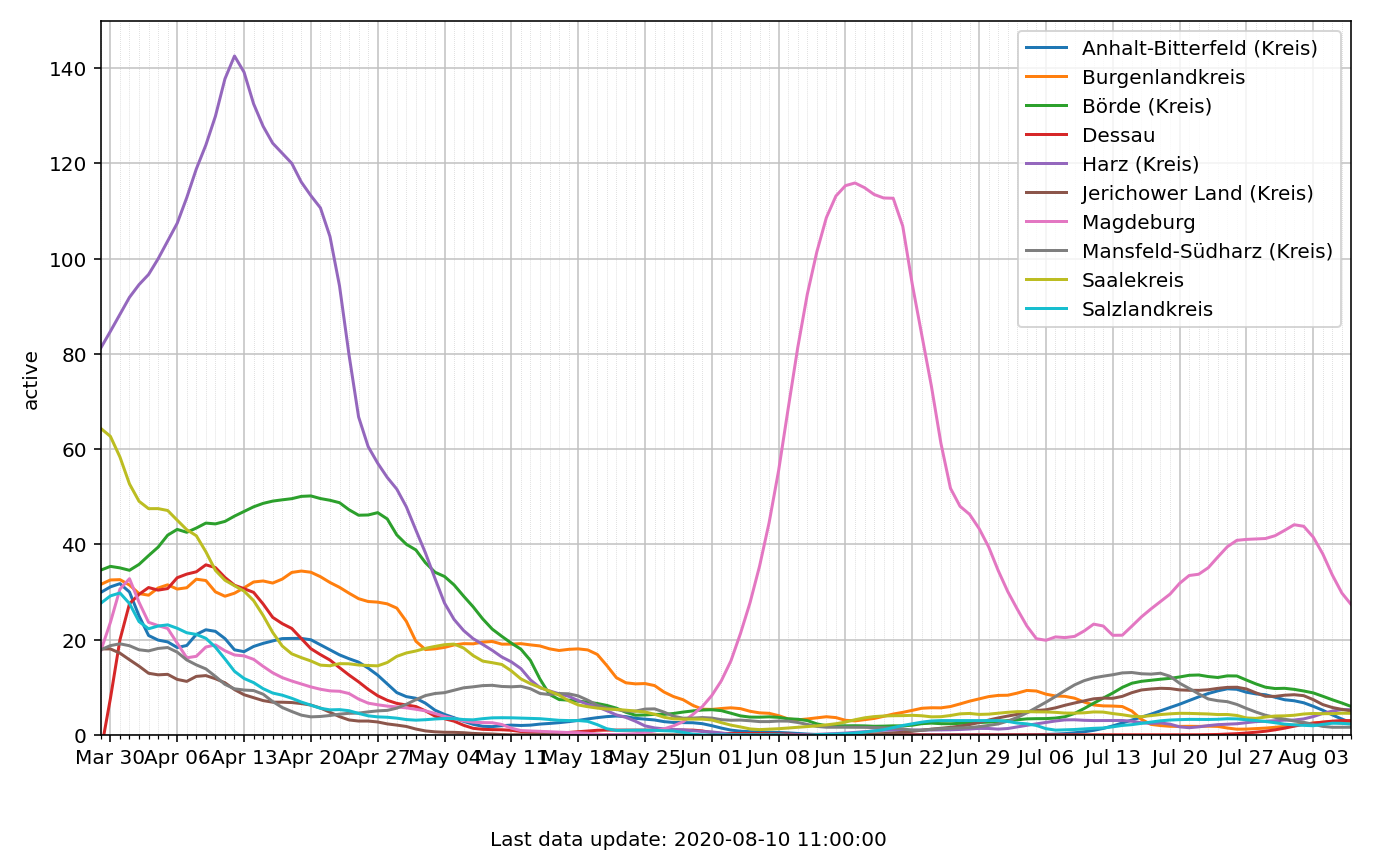 140
120
100
80
60
40
20
0
active
Anhalt-Bitterfeld (Kreis)
Burgenlandkreis
Börde (Kreis)
Dessau
Harz (Kreis)
Jerichower Land (Kreis)
Magdeburg
Mansfeld-Südharz (Kreis)
Saalekreis
Salzlandkreis
Mar 30 Apr 06 Apr 13 Apr 20 Apr 27 May 04 May 11 May 18 May 25 Jun 01 Jun 08 Jun 15 Jun 22 Jun 29 Jul 06 Jul 13 Jul 20 Jul 27 Aug 03
Last data update: 2020-08-10 11:00:00